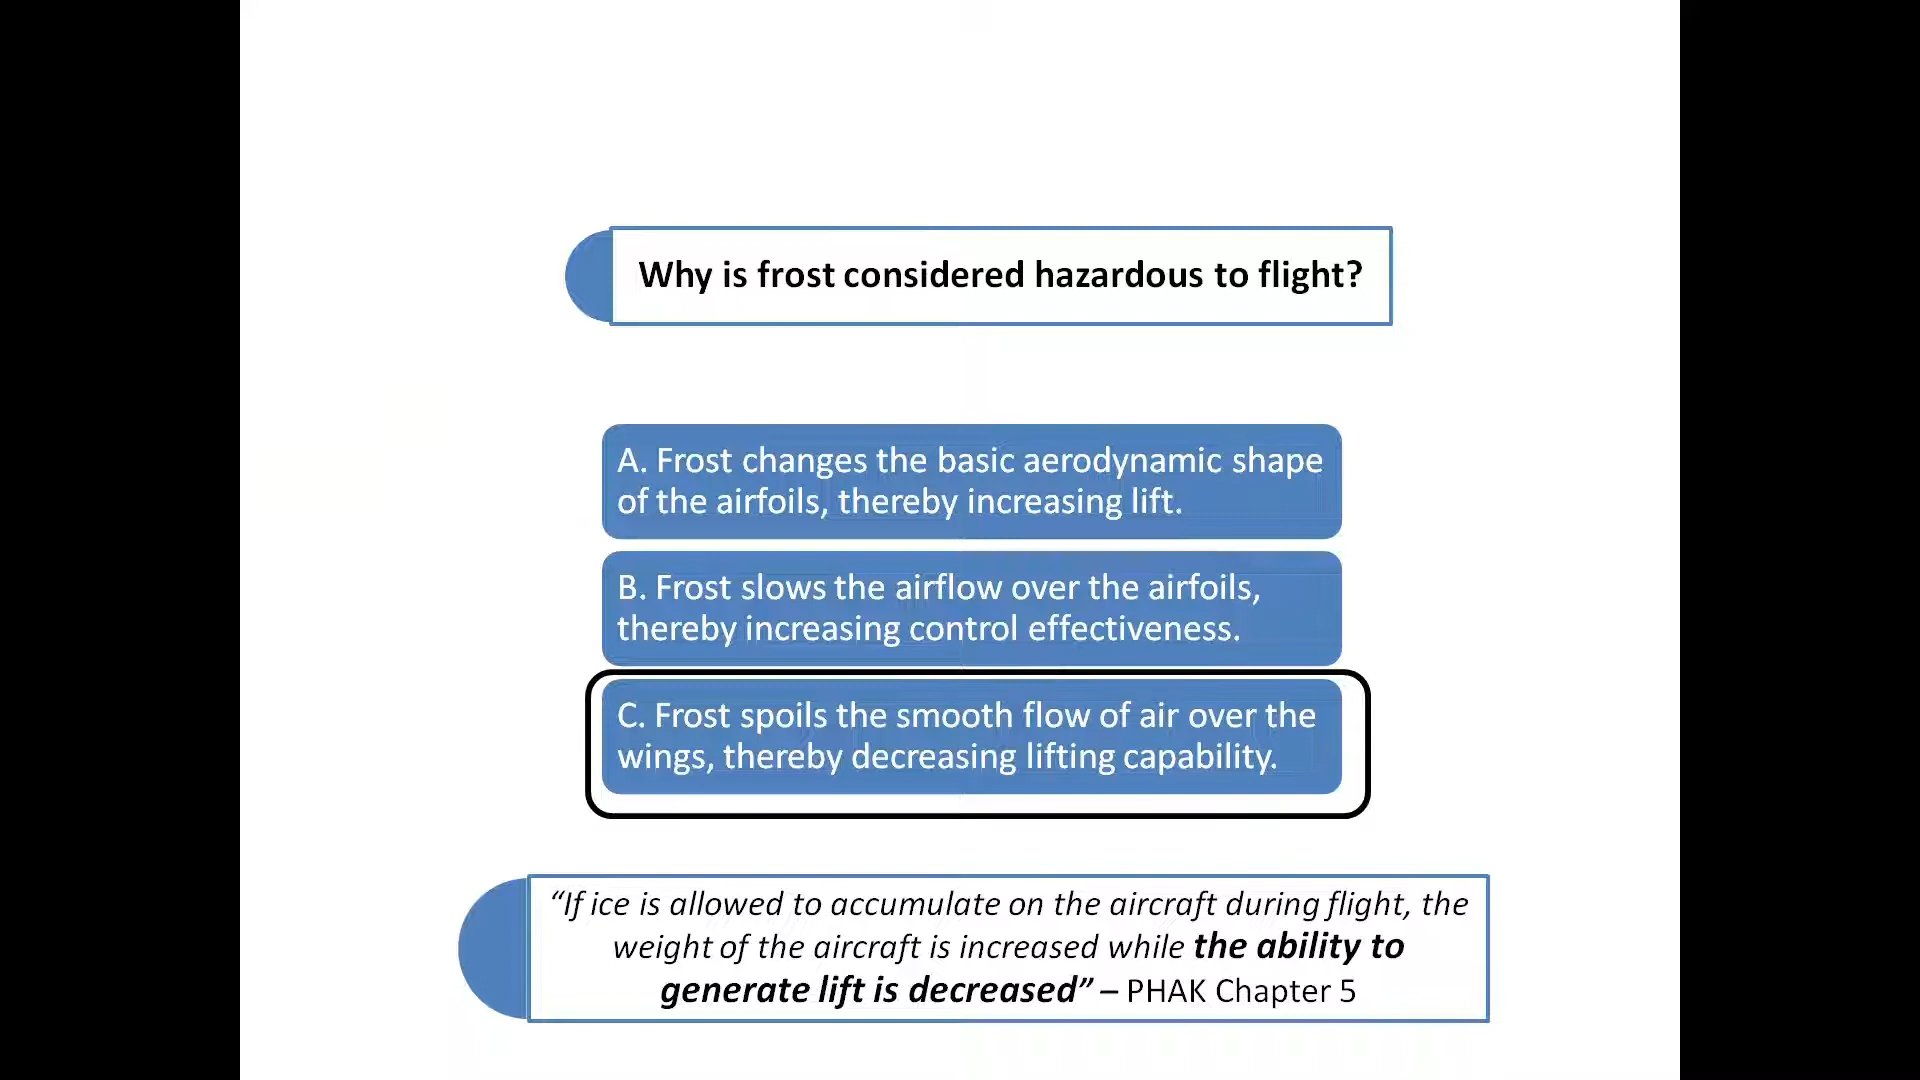 Why is frost considered hazardous to flight?
A. Frost changes the basic aerodynamic shape
of the airfoils, thereby increasing lift.
B. Frost slows the airflow over the airfoils,
thereby increasing control effectiveness.
C. Frost spoils the smooth flow of air over the
wings, thereby decreasing lifting capability.
“If ice is allowed to accumulate on the aircraft during flight, the
weight of the aircraft is increased while the ability to
generate lift is decreased” – PHAK Chapter 5